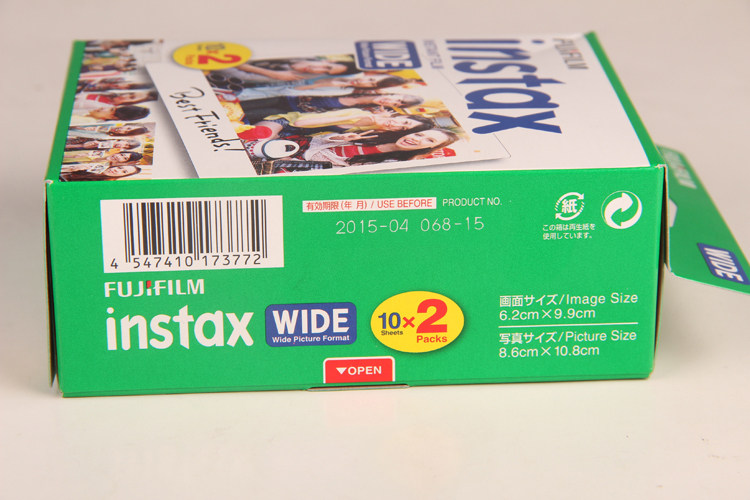 FUJIFILM
instax
WIDE
10×2
Best Friends!
有効期限(年 月)/USE BEFORE PRODUCT NO.
2015-04 068-15
紙
この箱は再生紙を
使用しています。
4 547410 173772
FUJIFILM
instax WIDE
Wide Picture Format
10×2
Sheets Packs
画面サイズ/Image Size
6.2cm×9.9cm
写真サイズ/Picture Size
8.6cm×10.8cm
▼OPEN
WIDE